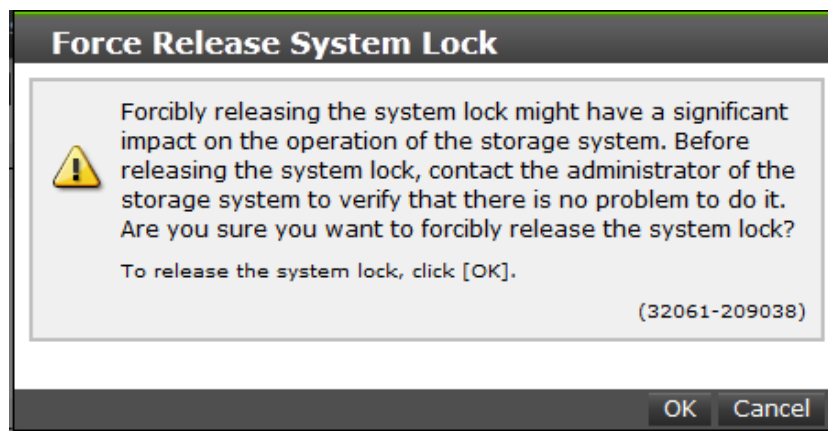 Force Release System Lock
Forcibly releasing the system lock might have a significant
impact on the operation of the storage system. Before
releasing the system lock, contact the administrator of the
storage system to verify that there is no problem to do it.
Are you sure you want to forcibly release the system lock?
To release the system lock, click [OK].
(32061-209038)
OK Cancel